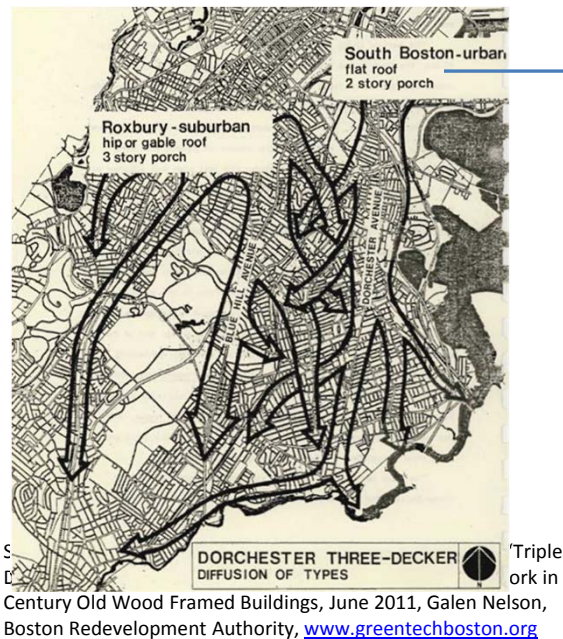 South Boston-urban
flat roof
2 story porch
Roxbury-suburban
hip or gable roof
3 story porch
BLUE HILL AVENUE
DORCHESTER AVENUE
DORCHESTER THREE-DECKER
DIFFUSION OF TYPES
N
"Triple
ork in
Century Old Wood Framed Buildings, June 2011, Galen Nelson,
Boston Redevelopment Authority, www.greentechboston.org